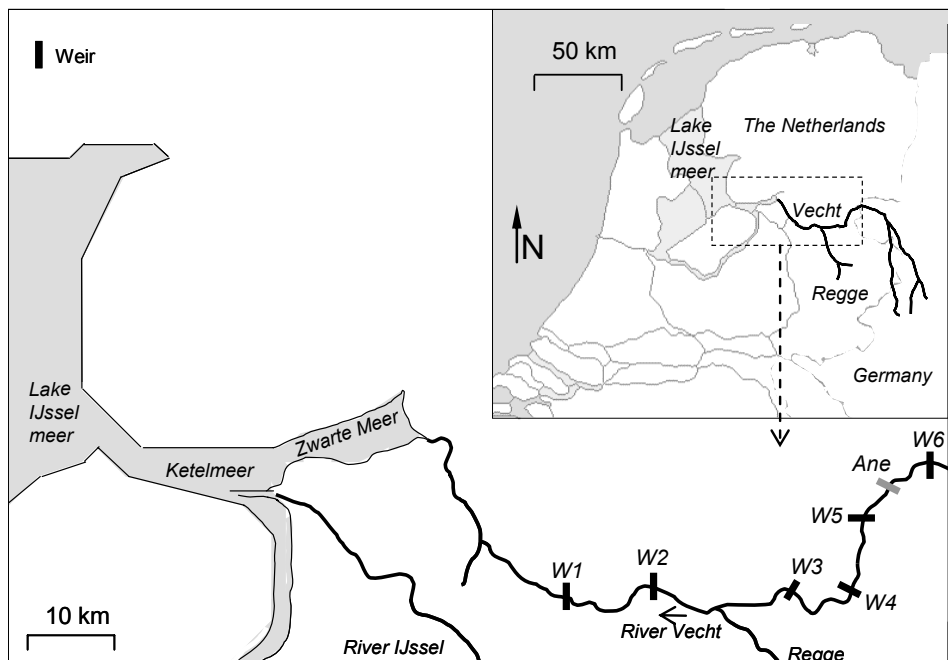 Weir
50 km
Lake
IJssel
meer
The Netherlands
Vecht
N
Regge
Germany
Lake
IJssel
meer
Zwarte Meer
Ketelmeer
W6
Ane
W5
W1
W2
W3
W4
10 km
River IJssel
River Vecht
Regge